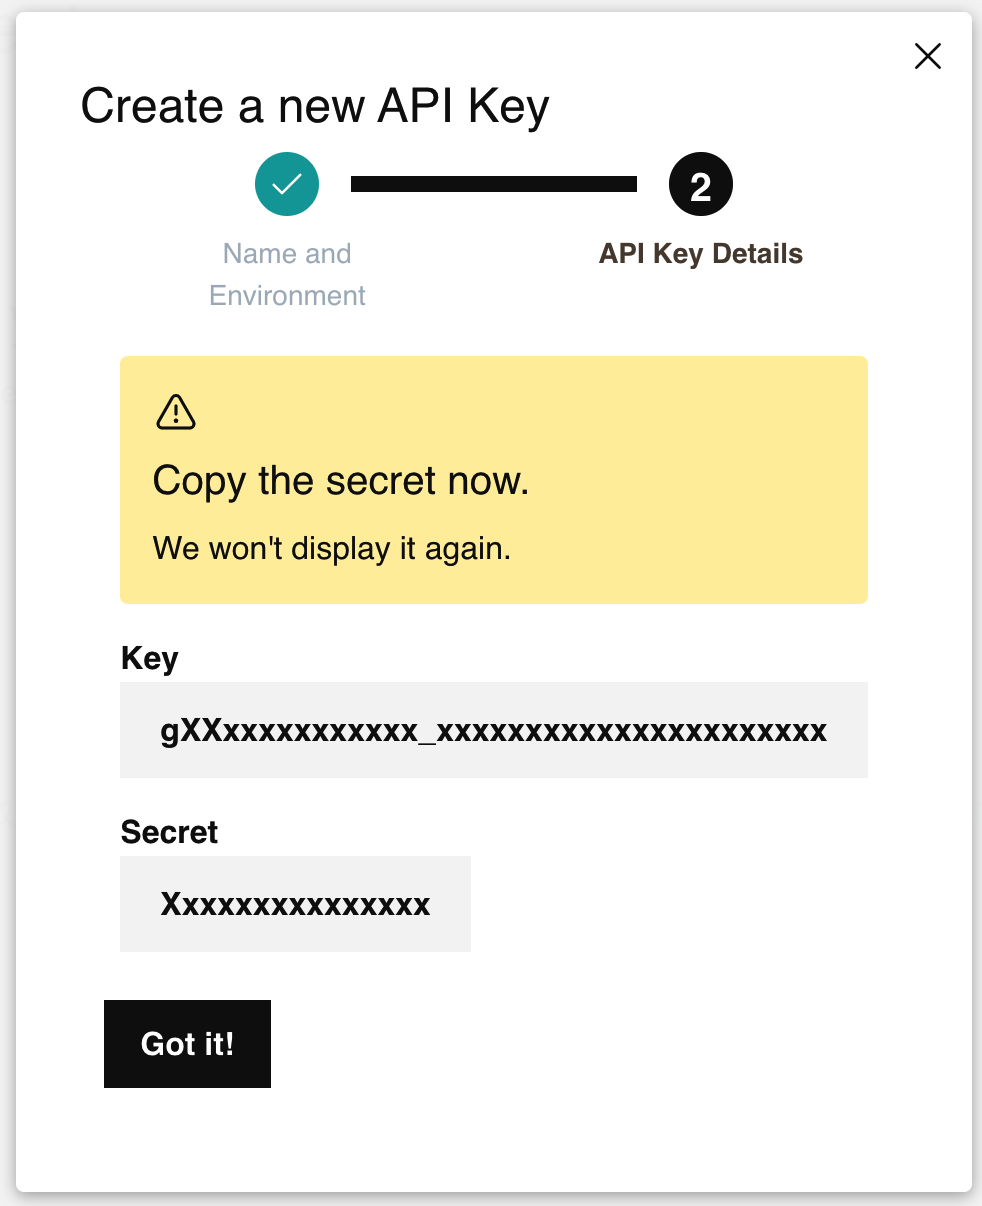 Create a new API Key
2
Name and
Environment
API Key Details
Copy the secret now.
We won't display it again.
Key
gXXxxxxxxxxxx_xxxxxxxxxxxxxxxxxxxxxx
Secret
Xxxxxxxxxxxxxxx
Got it!